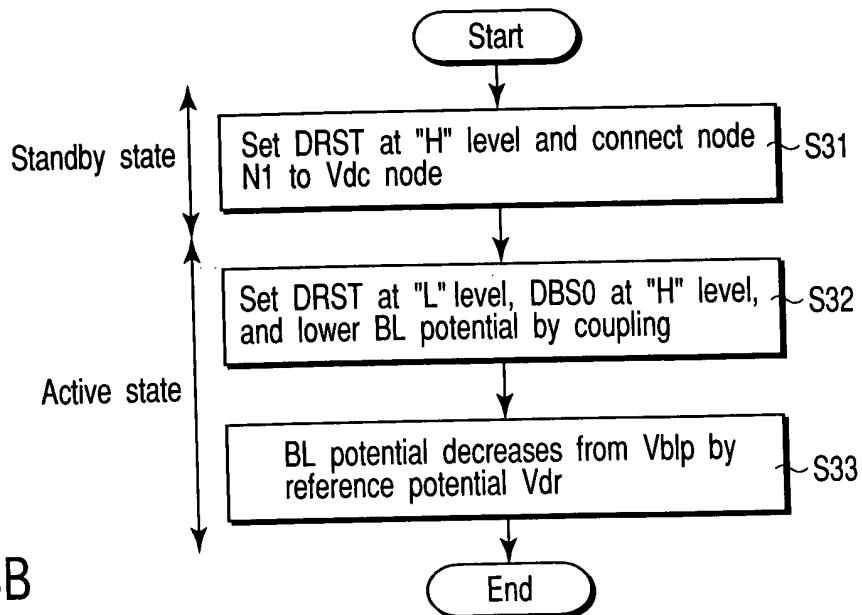 Start
Standby state
Set DRST at "H" level and connect node
N1 to Vdc node
S31
Set DRST at "L" level, DBS0 at "H" level,
and lower BL potential by coupling
S32
Active state
BL potential decreases from Vblp by
reference potential Vdr
S33
End
B